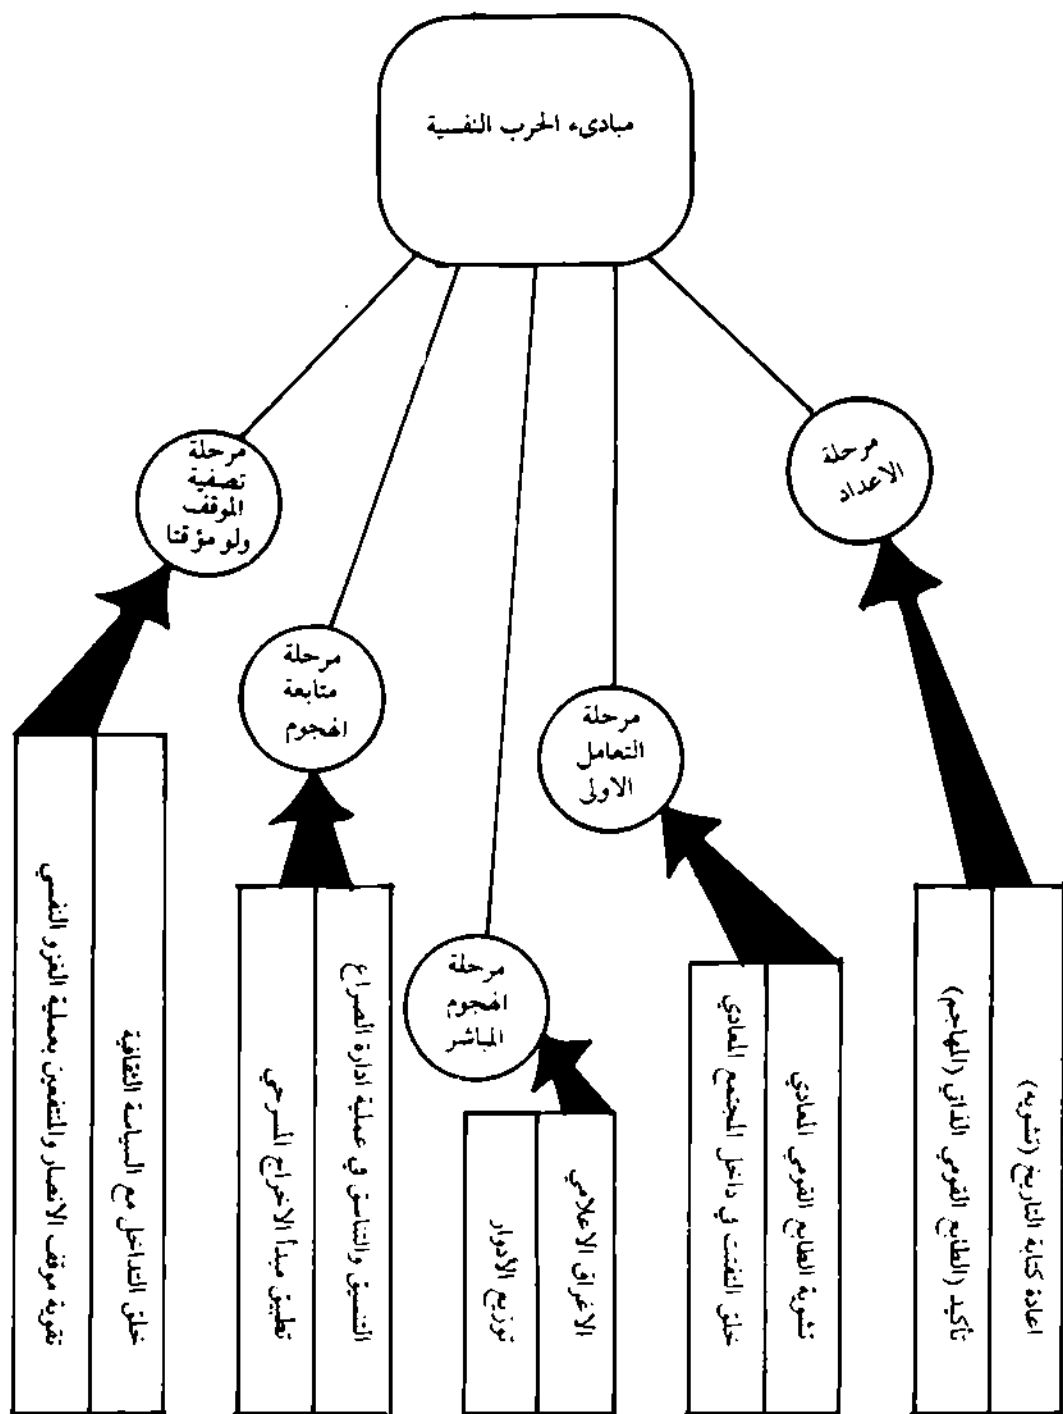 مبادىء الحرب النفسية
مرحلة
الاعداد
اعادة كتابة التاريخ (تشويه)
تأكيد (الطابع القومي الذاتي (المهاجم)
مرحلة
التعامل
الاولى
تشويه الطابع القومي المعادي
خلق التفتت في داخل المجتمع المعادي
مرحلة
الهجوم
المباشر
الاغراق الاعلامي
توزيع الأدوار
مرحلة
متابعة
الهجوم
التنسيق والتناسق في عملية ادارة الصراع
تطبيق مبدأ الاخراج المسرحي
مرحلة
تصفية
الموقف
ولو مؤقتا
خلق التداخل مع السياسة الثقافية
تقوية موقف الانصار والمنتفعين بعملية الغزو النفسي